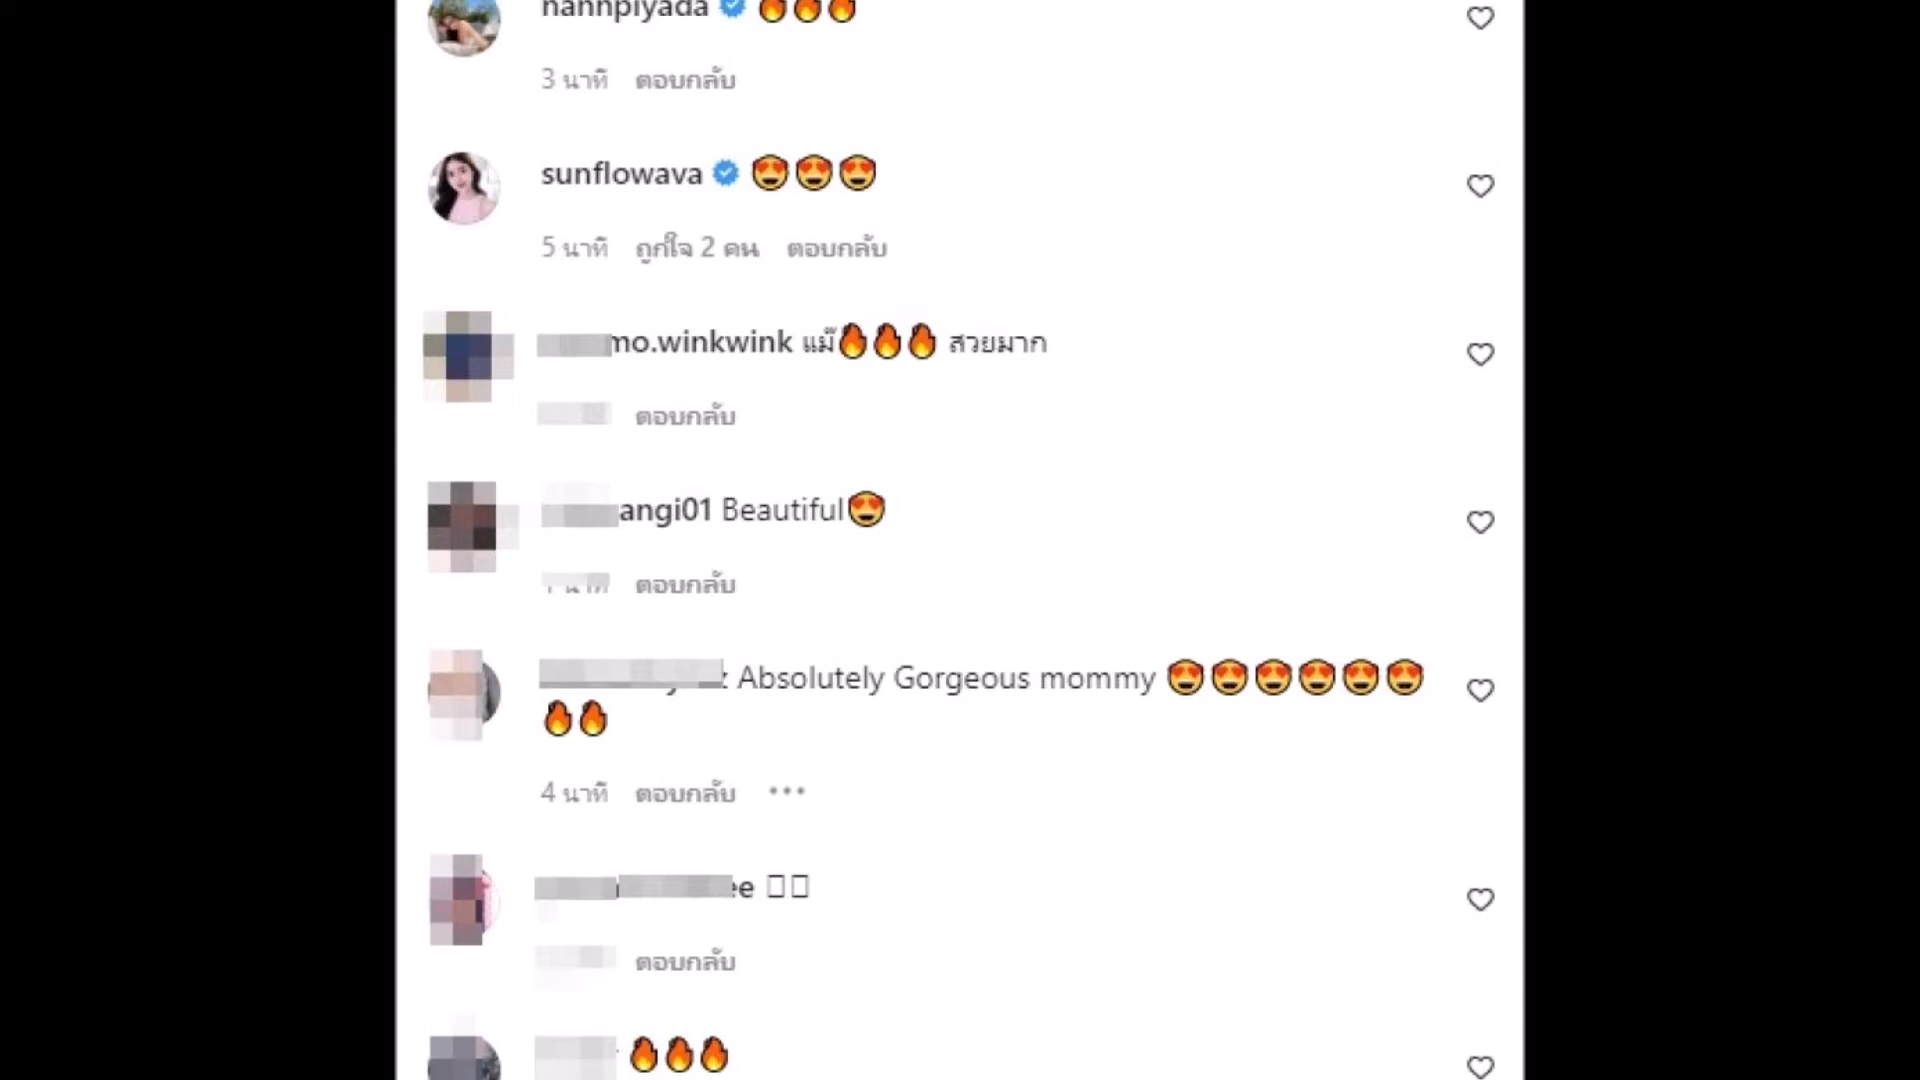 nannpiyada 🔥🔥🔥
3 นาที ตอบกลับ
sunflowava 😍😍😍
5 นาที ถูกใจ 2 คน ตอบกลับ
mo.winkwink แม๊🔥🔥🔥 สวยมาก
ตอบกลับ
angi01 Beautiful😍
ตอบกลับ
Absolutely Gorgeous mommy 😍😍😍😍😍😍
🔥🔥
4 นาที ตอบกลับ
ee
ตอบกลับ
🔥🔥🔥